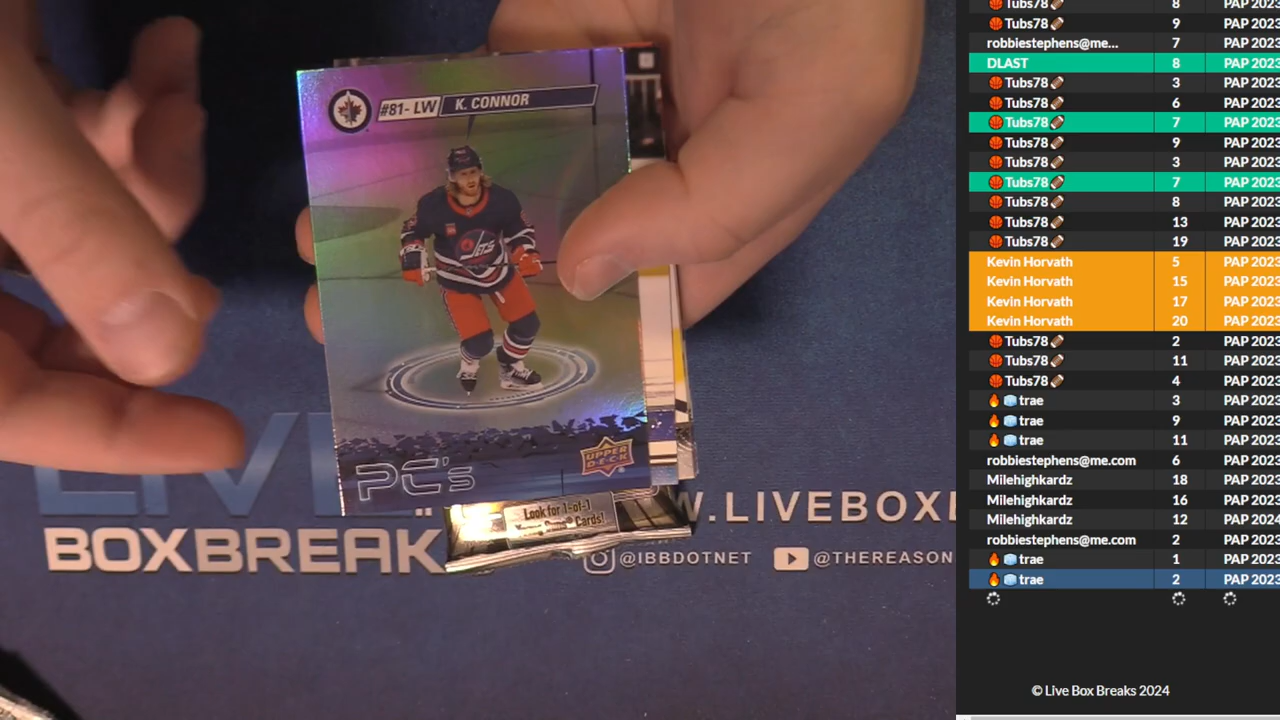 #81- LW K. CONNOR
JETS
PC's
UPPER
D.E.C.K.
Look for 1-of-1
Cards!
LIVE
BOXBREAK
W.LIVEBOXB
@IBBDOTNET
@THEREASON
Tubs78 8 PAP 2023
Tubs78 9 PAP 2023
robbiestephens@me... 7 PAP 2023
DLAST 8 PAP 2023
Tubs78 3 PAP 2023
Tubs78 6 PAP 2023
Tubs78 7 PAP 2023
Tubs78 9 PAP 2023
Tubs78 3 PAP 2023
Tubs78 7 PAP 2023
Tubs78 8 PAP 2023
Tubs78 13 PAP 2023
Tubs78 19 PAP 2023
Kevin Horvath 5 PAP 2023
Kevin Horvath 15 PAP 2023
Kevin Horvath 17 PAP 2023
Kevin Horvath 20 PAP 2023
Tubs78 2 PAP 2023
Tubs78 11 PAP 2023
Tubs78 4 PAP 2023
trae 3 PAP 2023
trae 9 PAP 2023
trae 11 PAP 2023
robbiestephens@me.com 6 PAP 2023
Milehighkardz 18 PAP 2023
Milehighkardz 16 PAP 2023
Milehighkardz 12 PAP 2024
robbiestephens@me.com 2 PAP 2023
trae 1 PAP 2023
trae 2 PAP 2023
© Live Box Breaks 2024